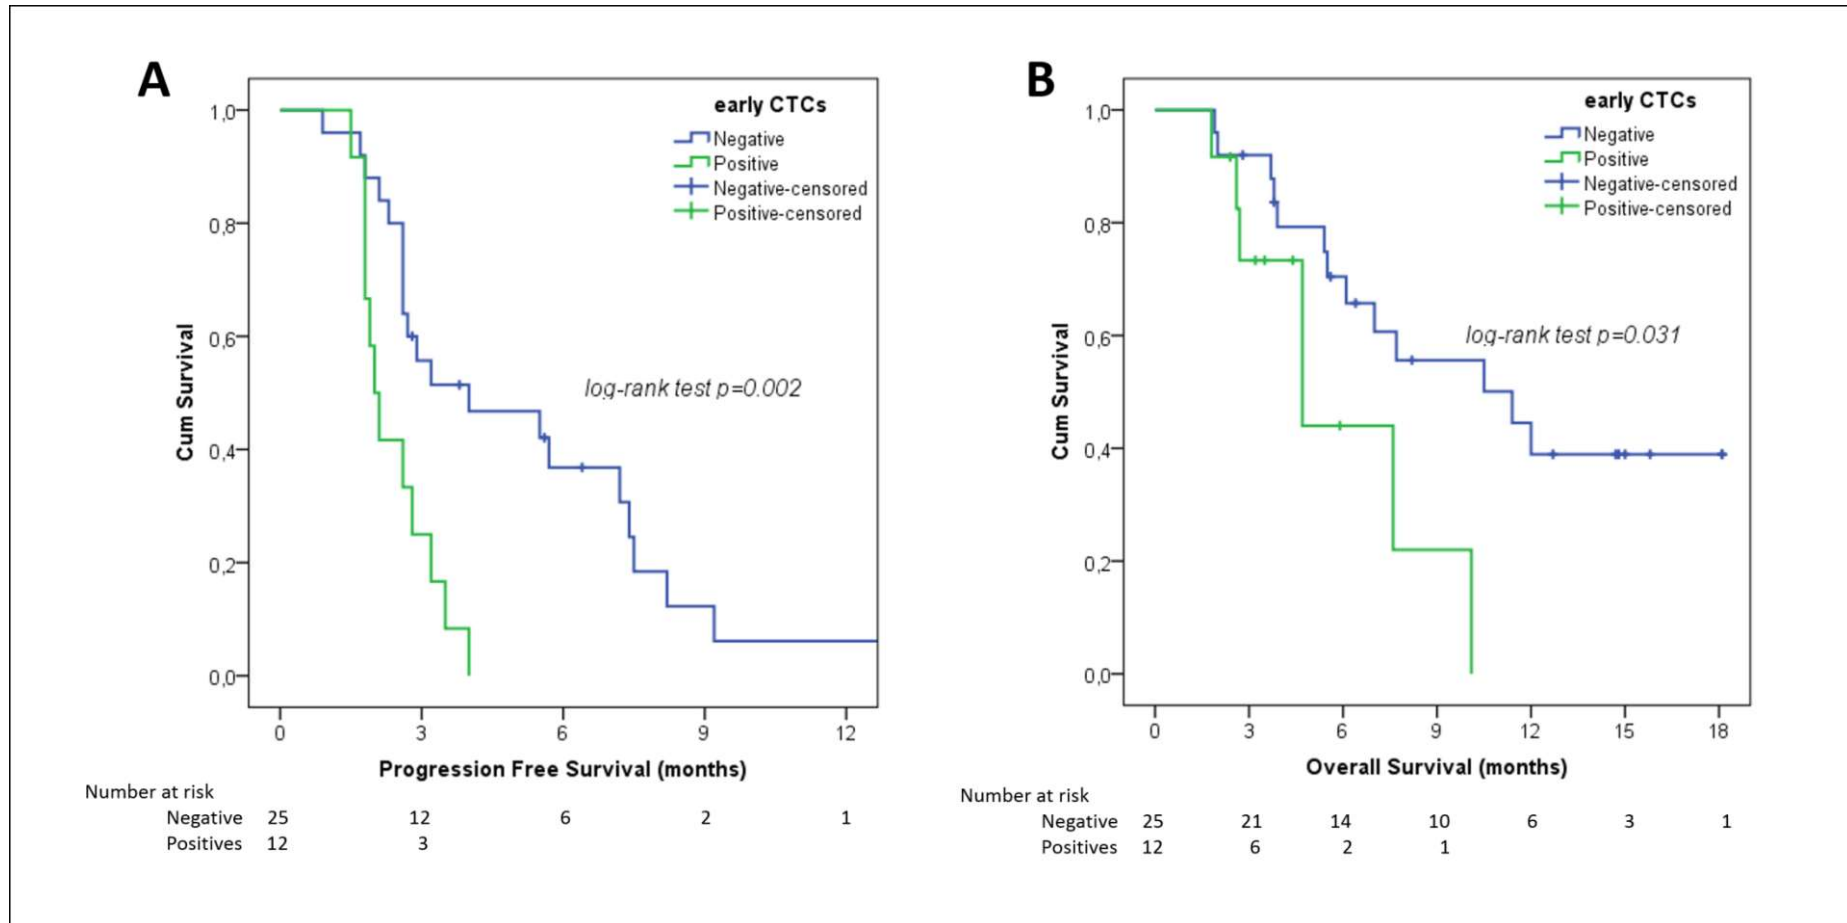 A
early CTCs
Negative
Positive
Negative-censored
Positive-censored
log-rank test p=0.002
Cum Survival
1,0
0,8
0,6
0,4
0,2
0,0
0 3 6 9 12
Progression Free Survival (months)
Number at risk
Negative 25 12 6 2 1
Positives 12 3
B
early CTCs
Negative
Positive
Negative-censored
Positive-censored
log-rank test p=0.031
Cum Survival
1,0
0,8
0,6
0,4
0,2
0,0
0 3 6 9 12 15 18
Overall Survival (months)
Number at risk
Negative 25 21 14 10 6 3 1
Positives 12 6 2 1